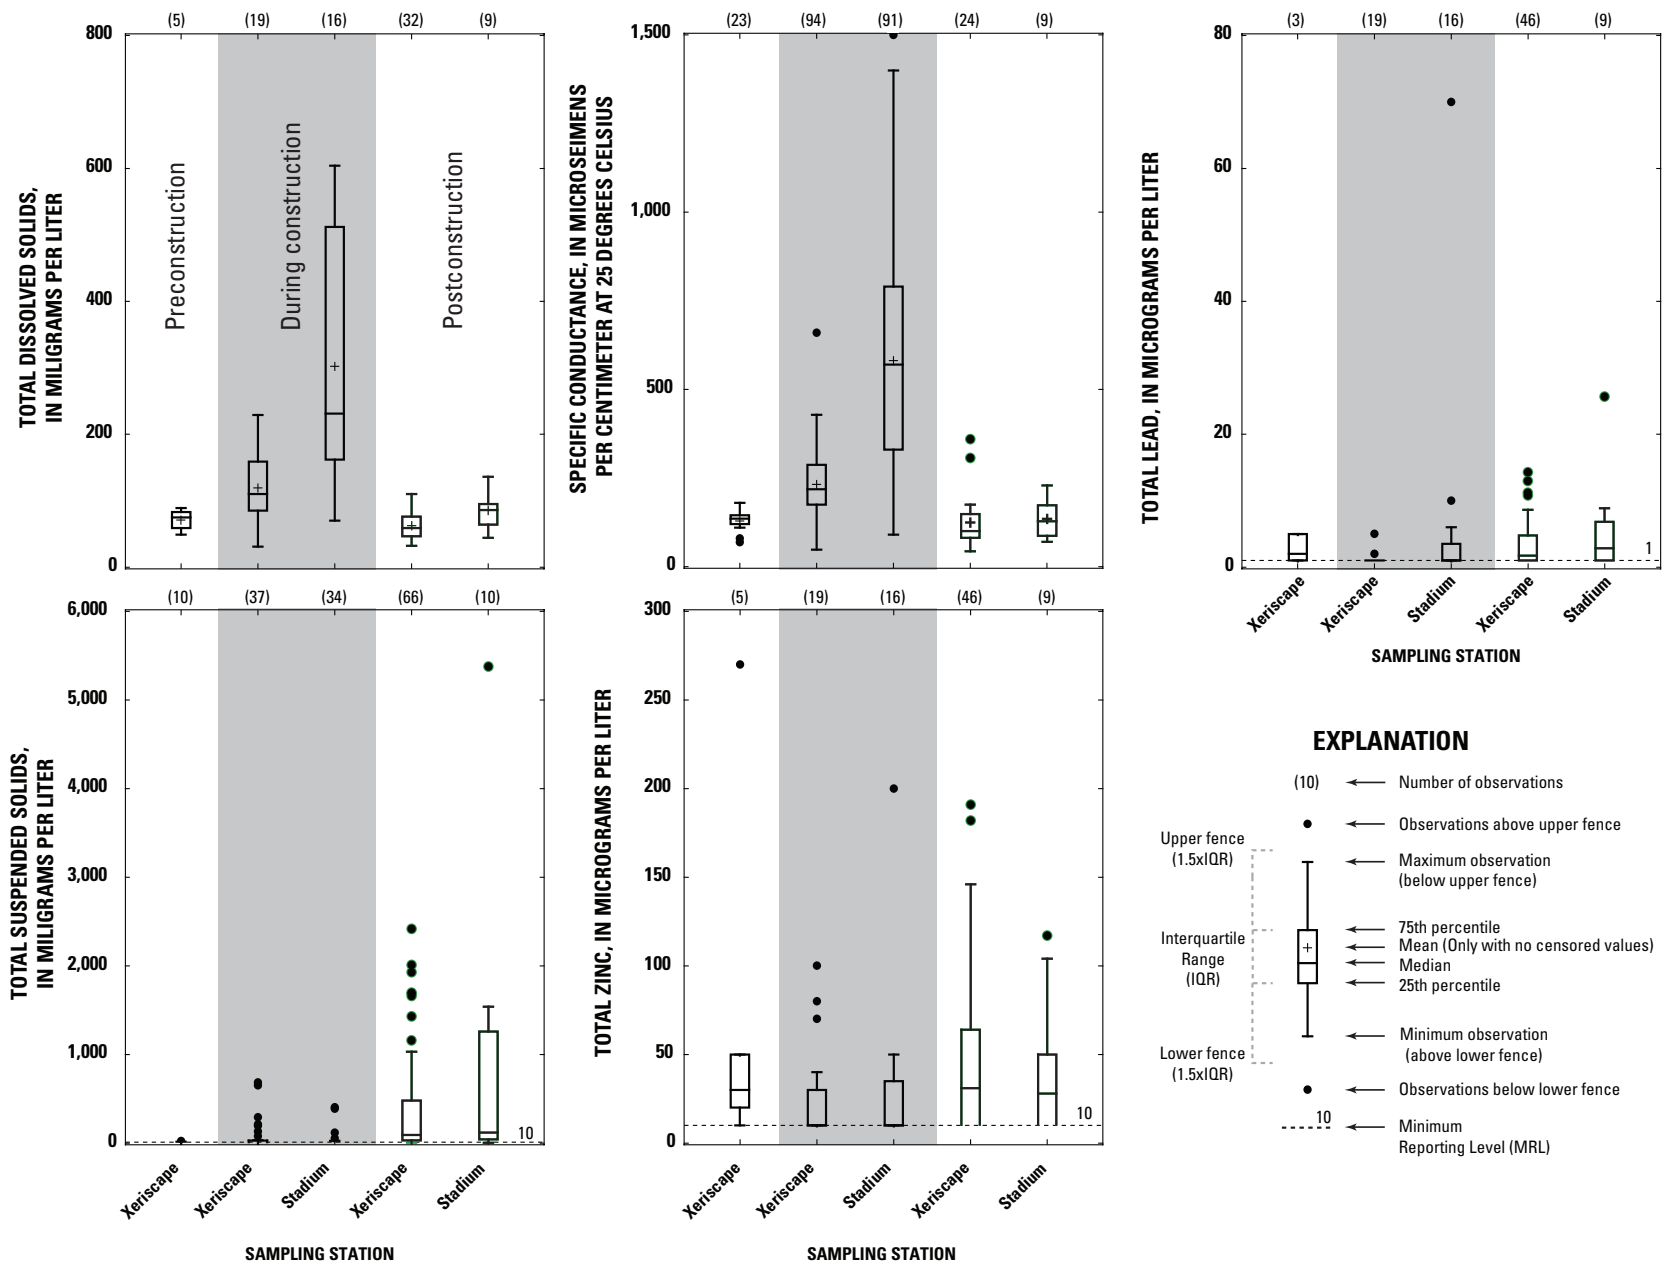 (5) (19) (16) (32) (9)
800
600
400
200
0
TOTAL DISSOLVED SOLIDS,
IN MILIGRAMS PER LITER
Preconstruction
During construction
Postconstruction
(23) (94) (91) (24) (9)
1,500
1,000
500
0
SPECIFIC CONDUCTANCE, IN MICROSEIMENS
PER CENTIMETER AT 25 DEGREES CELSIUS
(3) (19) (16) (46) (9)
80
60
40
20
0
TOTAL LEAD, IN MICROGRAMS PER LITER
1
Xeriscape Xeriscape Stadium Xeriscape Stadium
SAMPLING STATION
(10) (37) (34) (66) (10)
6,000
5,000
4,000
3,000
2,000
1,000
0
TOTAL SUSPENDED SOLIDS,
IN MILIGRAMS PER LITER
10
Xeriscape Xeriscape Stadium Xeriscape Stadium
SAMPLING STATION
(5) (19) (16) (46) (9)
300
250
200
150
100
50
0
TOTAL ZINC, IN MICROGRAMS PER LITER
10
Xeriscape Xeriscape Stadium Xeriscape Stadium
SAMPLING STATION
EXPLANATION
(10) Number of observations
Observations above upper fence
Upper fence
(1.5xIQR)
Maximum observation
(below upper fence)
75th percentile
Mean (Only with no censored values)
Interquartile
Range
(IQR)
Median
25th percentile
Minimum observation
(above lower fence)
Lower fence
(1.5xIQR)
Observations below lower fence
10 Minimum
Reporting Level (MRL)